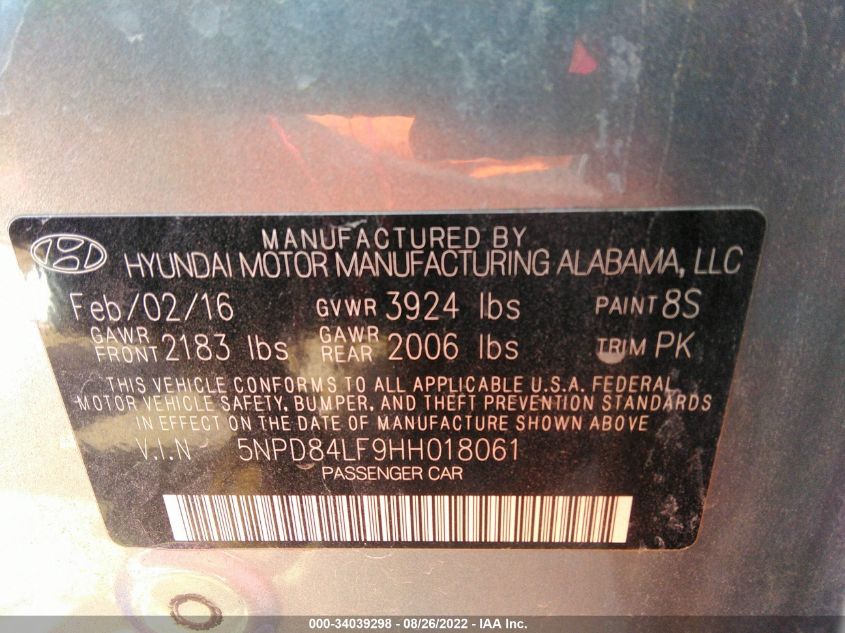 MANUFACTURED BY
HYUNDAI MOTOR MANUFACTURING ALABAMA, LLC
Feb/02/16 GVWR 3924 lbs PAINT 8S
GAWR FRONT 2183 lbs GAWR REAR 2006 lbs TRIM PK
THIS VEHICLE CONFORMS TO ALL APPLICABLE U.S.A. FEDERAL
MOTOR VEHICLE SAFETY, BUMPER, AND THEFT PREVENTION STANDARDS
IN EFFECT ON THE DATE OF MANUFACTURE SHOWN ABOVE
V.I.N 5NPD84LF9HH018061
PASSENGER CAR
000-34039298 - 08/26/2022 - IAA Inc.